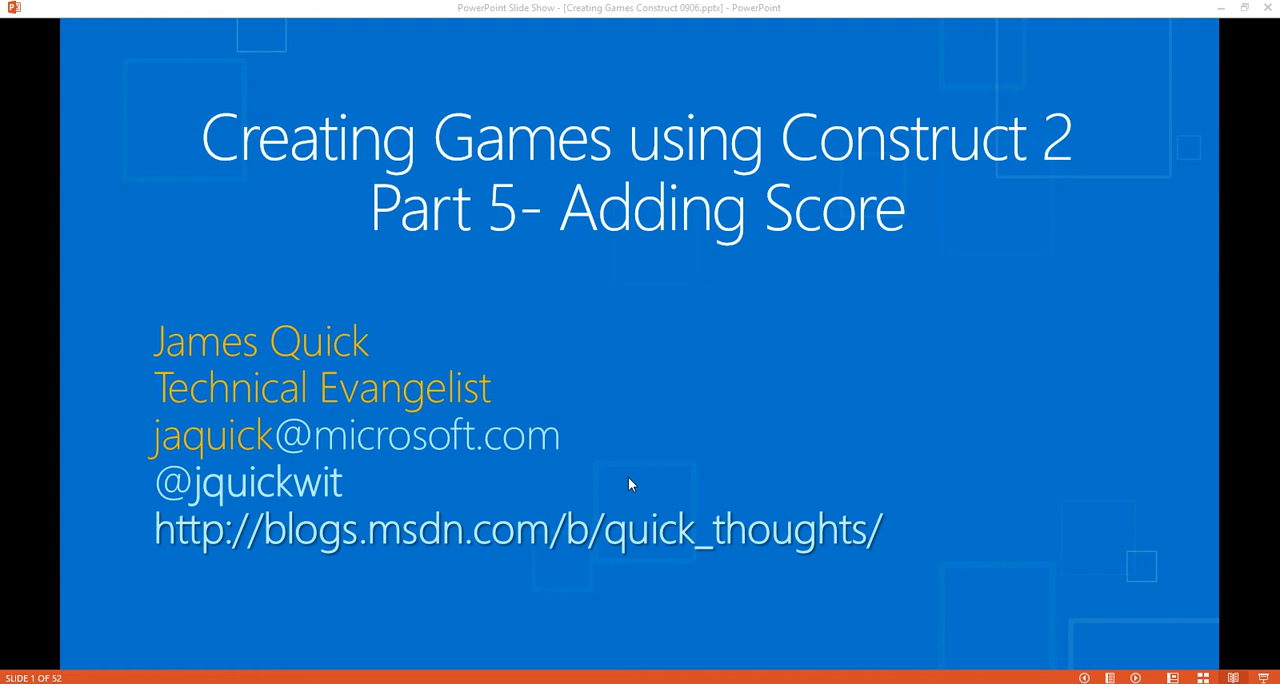 PowerPoint Slide Show - [Creating Games Construct 0906.pptx] - PowerPoint
Creating Games using Construct 2
Part 5- Adding Score
James Quick
Technical Evangelist
jaquick@microsoft.com
@jquickwit
http://blogs.msdn.com/b/quick_thoughts/
SLIDE 1 OF 52